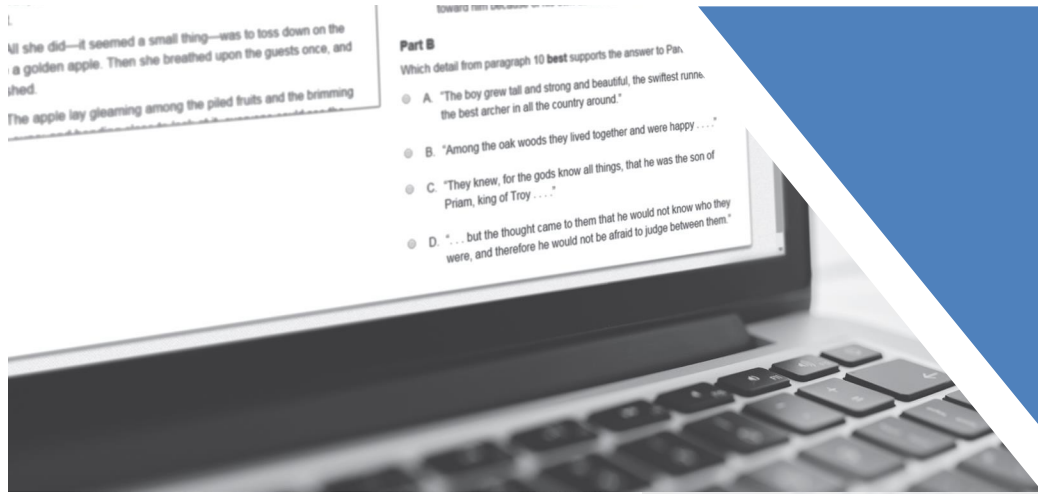 All she did—it seemed a small thing—was to toss down on the
a golden apple. Then she breathed upon the guests once, and
The apple lay gleaming among the piled fruits and the brimming
toward him because
Part B
Which detail from paragraph 10 best supports the answer to
A. "The boy grew tall and strong and beautiful, the swiftest
the best archer in all the country around."
B. "Among the oak woods they lived together and were happy . . . ."
C. "They knew, for the gods know all things, that he was the son of
Priam, king of Troy . . . ."
D. ". . . but the thought came to them that he would not know who they
were, and therefore he would not be afraid to judge between them."